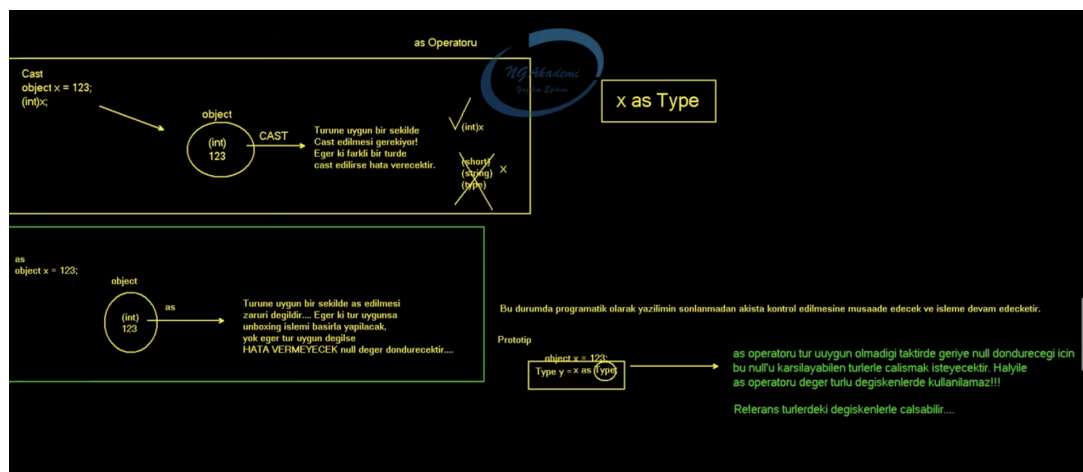 as Operatoru
NGAkademi
Yazılım Eğitimi
x as Type
Cast
object x = 123;
(int)x;
object
(int)
123
CAST
Turune uygun bir sekilde
Cast edilmesi gerekiyor!
Eger ki farkli bir turde
cast edilirse hata verecektir.
(int)x
(short)
(string)
(type)
X
as
object x = 123;
object
(int)
123
as
Turune uygun bir sekilde as edilmesi
zaruri degildir.... Eger ki tur uygunsa
unboxing islemi basirla yapilacak,
yok eger tur uygun degilse
HATA VERMEYECEK null deger dondurecektir....
Bu durumda programatik olarak yazilimin sonlanmadan akista kontrol edilmesine musaade edecek ve isleme devam edecketir.
Prototip
object x = 123;
Type y = x as Type;
as operatoru tur uuygun olmadigi taktirde geriye null dondurecegi icin
bu null'u karsilayabilen turlerle calismak isteyecektir. Halyile
as operatoru deger turlu degiskenlerde kullanilamaz!!!
Referans turlerdeki degiskenlerle calsabilir....